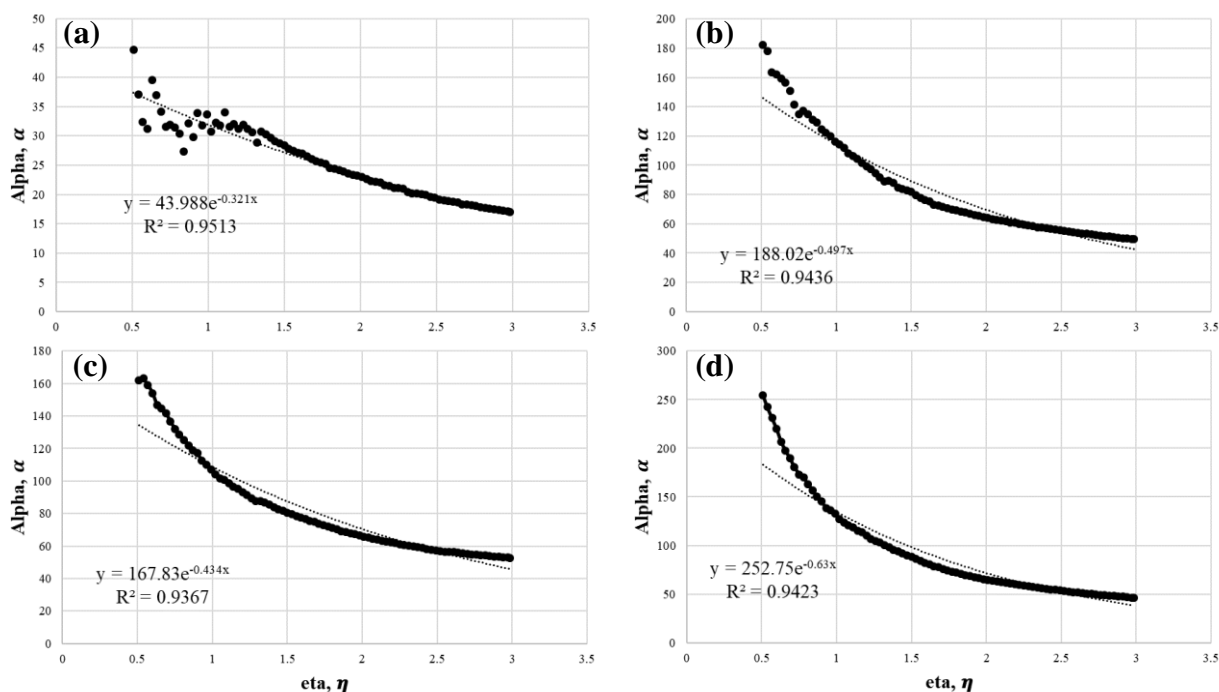 (a)
50
45
40
35
30
25
20
15
10
5
0
Alpha, α
y = 43.988e^-0.321x
R² = 0.9513
0 0.5 1 1.5 2 2.5 3 3.5
(b)
200
180
160
140
120
100
80
60
40
20
0
Alpha, α
y = 188.02e^-0.497x
R² = 0.9436
0 0.5 1 1.5 2 2.5 3 3.5
(c)
180
160
140
120
100
80
60
40
20
0
Alpha, α
y = 167.83e^-0.434x
R² = 0.9367
0 0.5 1 1.5 2 2.5 3 3.5
eta, η
(d)
300
250
200
150
100
50
0
Alpha, α
y = 252.75e^-0.63x
R² = 0.9423
0 0.5 1 1.5 2 2.5 3 3.5
eta, η